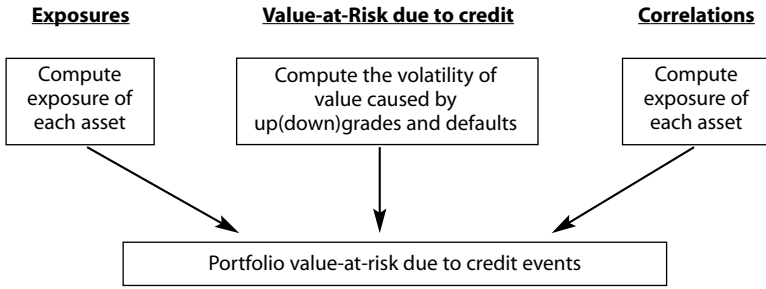 Exposures
Value-at-Risk due to credit
Correlations
Compute
exposure of
each asset
Compute the volatility of
value caused by
up(down)grades and defaults
Compute
exposure of
each asset
Portfolio value-at-risk due to credit events